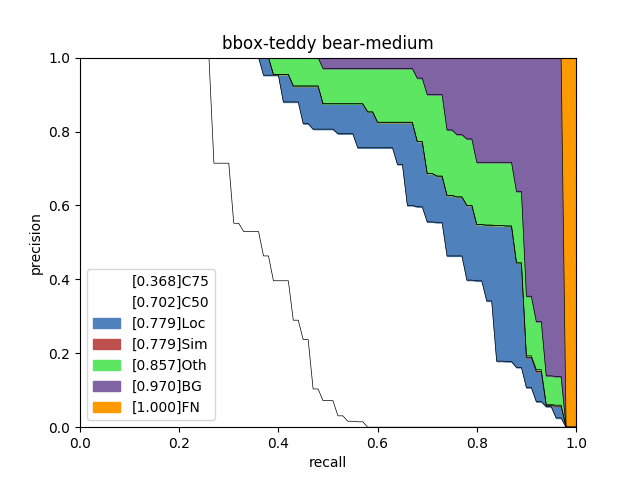 bbox-teddy bear-medium
1.0
0.8
0.6
0.4
0.2
0.0
precision
[0.368]C75
[0.702]C50
[0.779]Loc
[0.779]Sim
[0.857]Oth
[0.970]BG
[1.000]FN
0.0 0.2 0.4 0.6 0.8 1.0
recall